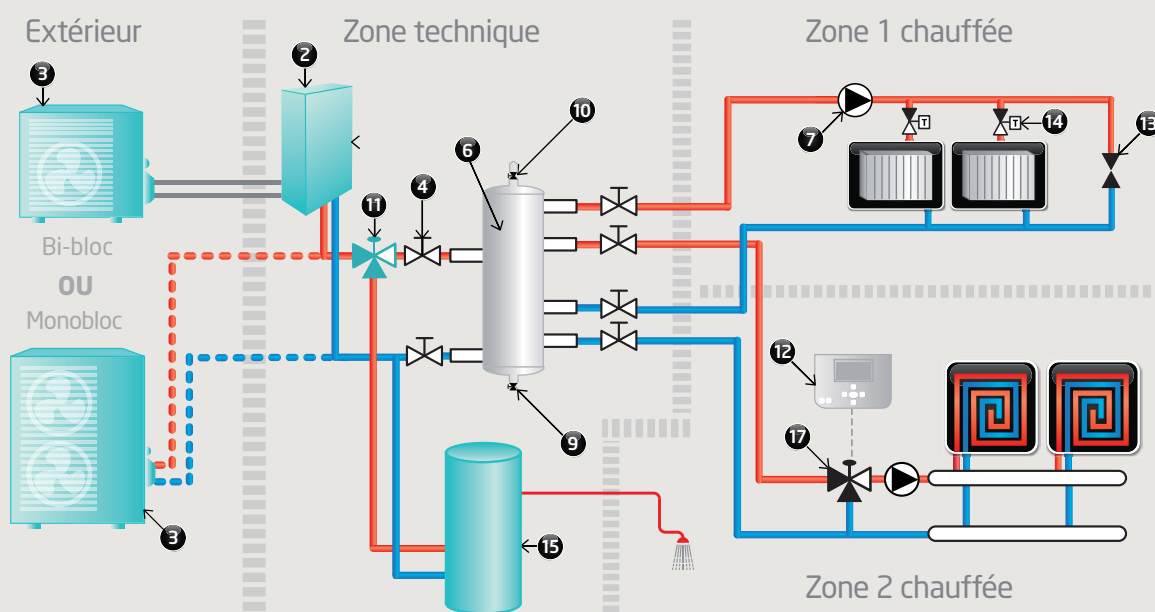 Extérieur
Zone technique
Zone 1 chauffée
3
2
10
7
T
T
14
13
6
11
4
Bi-bloc
OU
Monobloc
12
9
17
15
3
Zone 2 chauffée